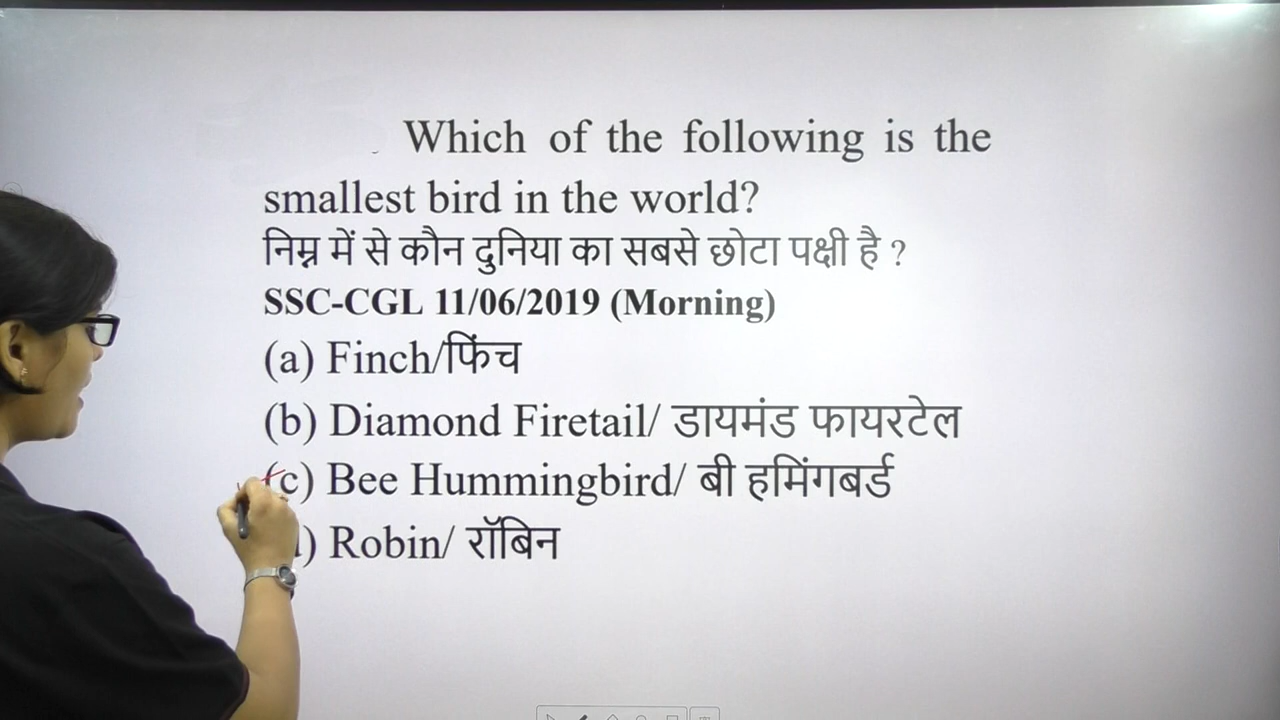 Which of the following is the
smallest bird in the world?
निम्न में से कौन दुनिया का सबसे छोटा पक्षी है ?
SSC-CGL 11/06/2019 (Morning)
(a) Finch/फिंच
(b) Diamond Firetail/ डायमंड फायरटेल
(c) Bee Hummingbird/ बी हमिंगबर्ड
) Robin/ रॉबिन